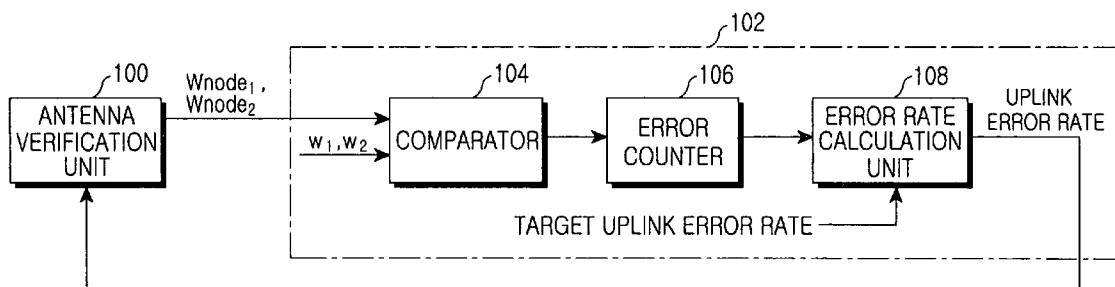 102
100
Wnode1,
Wnode2
ANTENNA
VERIFICATION
UNIT
104
COMPARATOR
w1,w2
106
ERROR
COUNTER
108
ERROR RATE
CALCULATION
UNIT
UPLINK
ERROR RATE
TARGET UPLINK ERROR RATE